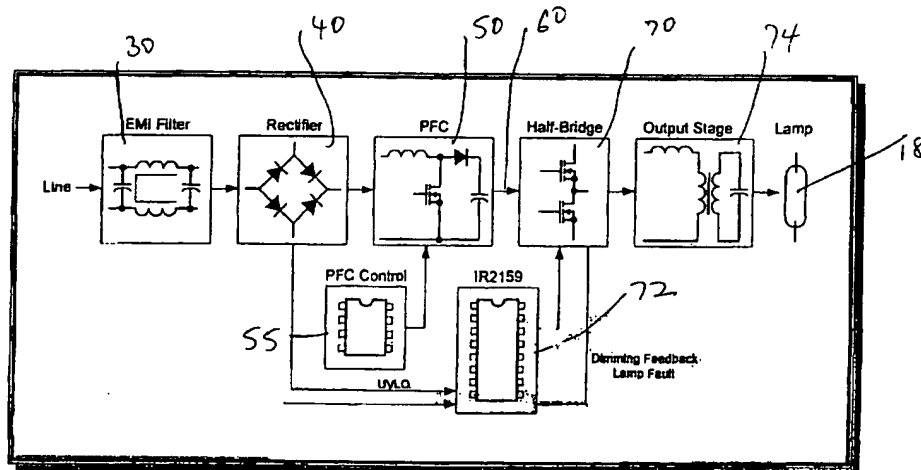 30
40
50
60
70
74
EMI Filter
Rectifier
PFC
Half-Bridge
Output Stage
Lamp
18
Line
PFC Control
IR2159
72
55
Dimming Feedback
Lamp Fault
UVLO